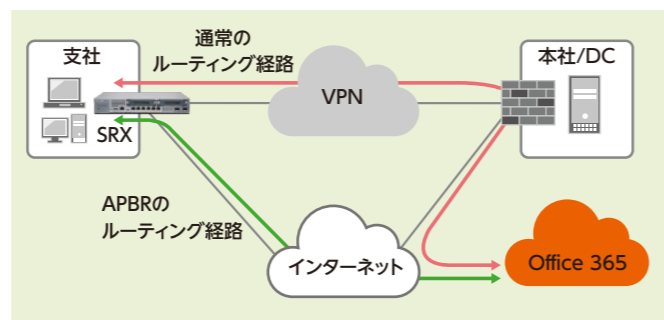 支社
SRX
通常の
ルーティング経路
VPN
本社/DC
APBRの
ルーティング経路
インターネット
Office 365